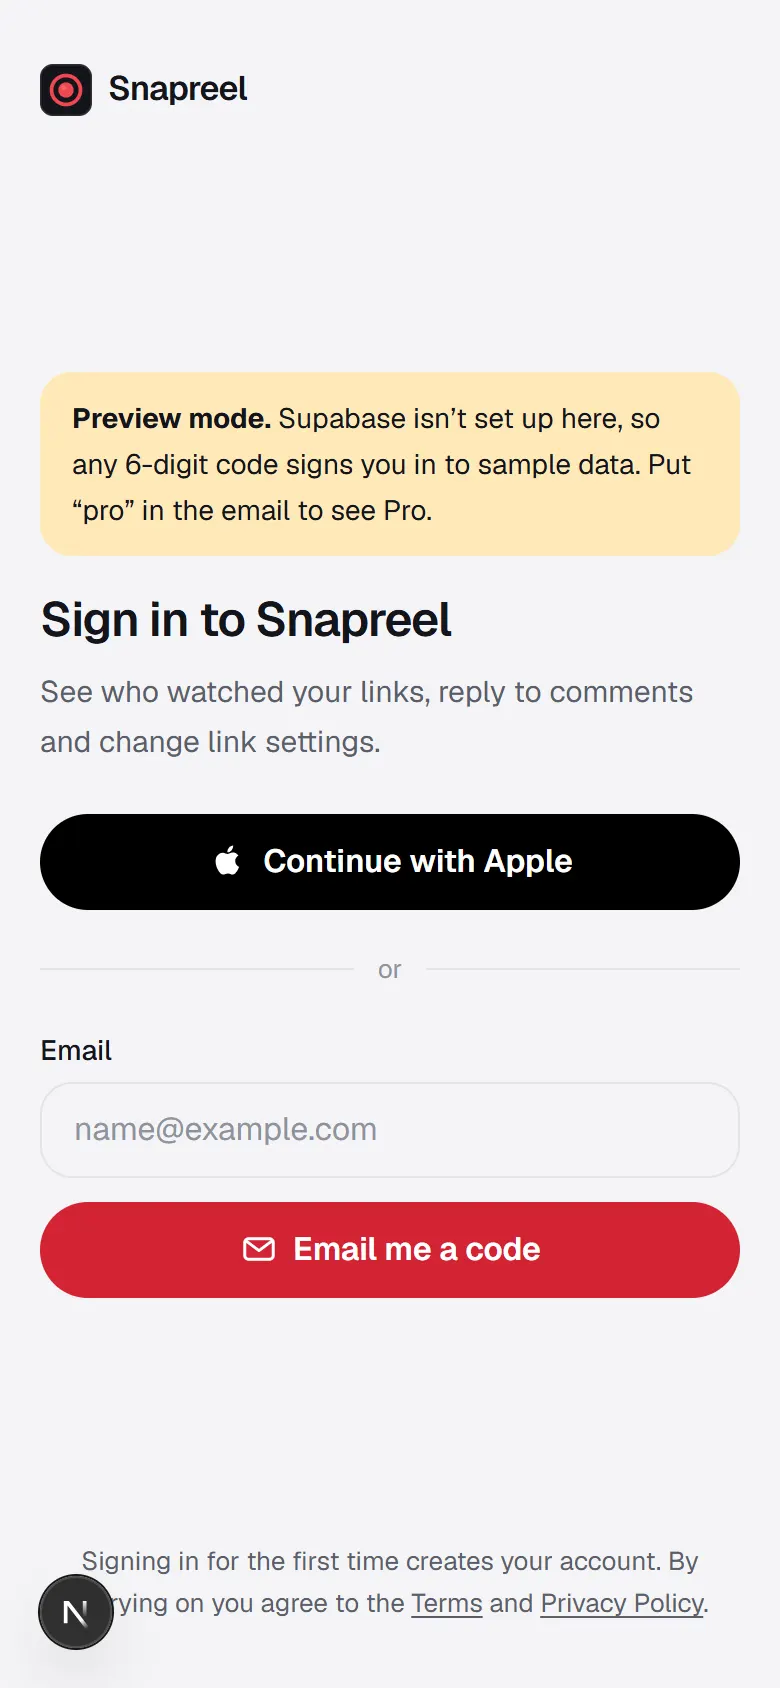 Snapreel
Preview mode. Supabase isn’t set up here, so
any 6-digit code signs you in to sample data. Put
“pro” in the email to see Pro.
Sign in to Snapreel
See who watched your links, reply to comments
and change link settings.
Continue with Apple
or
Email
name@example.com
Email me a code
Signing in for the first time creates your account. By
on you agree to the Terms and Privacy Policy.
N